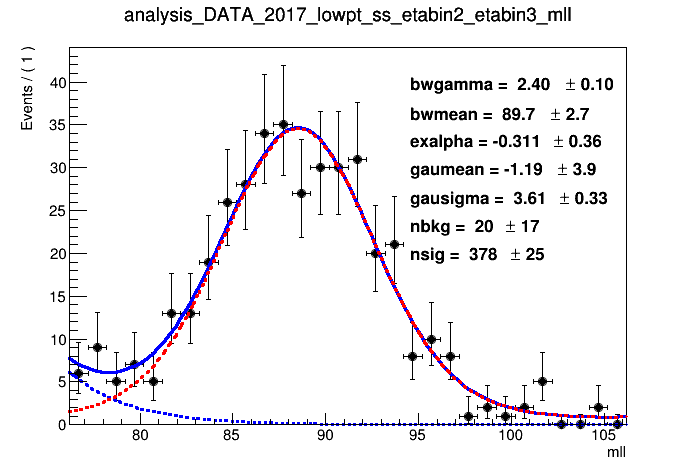 analysis_DATA_2017_lowpt_ss_etabin2_etabin3_mll
Events / ( 1 )
40
35
30
25
20
15
10
5
0
bwgamma = 2.40 ± 0.10
bwmean = 89.7 ± 2.7
exalpha = -0.311 ± 0.36
gaumean = -1.19 ± 3.9
gausigma = 3.61 ± 0.33
nbkg = 20 ± 17
nsig = 378 ± 25
80 85 90 95 100 105
mll